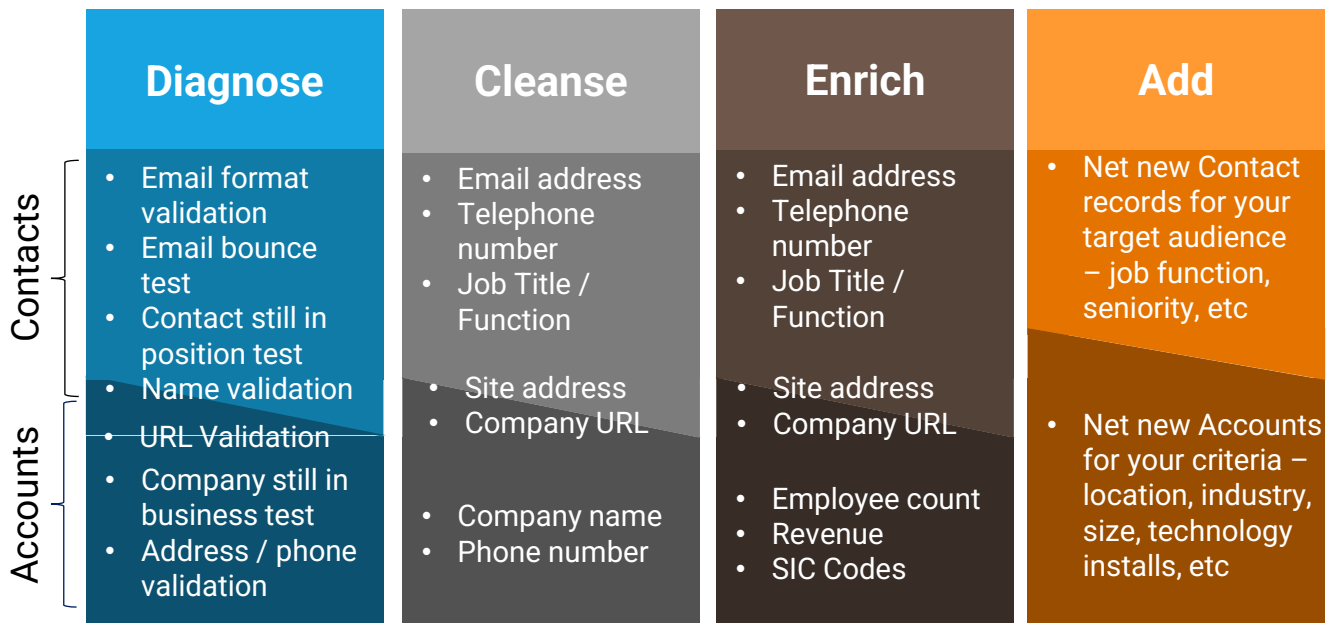 Diagnose
Cleanse
Enrich
Add
Contacts
Accounts
• Email format
validation
• Email bounce
test
• Contact still in
position test
• Name validation
• URL Validation
• Company still in
business test
• Address / phone
validation
• Email address
• Telephone
number
• Job Title /
Function
• Site address
• Company URL
• Company name
• Phone number
• Email address
• Telephone
number
• Job Title /
Function
• Site address
• Company URL
• Employee count
• Revenue
• SIC Codes
• Net new Contact
records for your
target audience
– job function,
seniority, etc
• Net new Accounts
for your criteria –
location, industry,
size, technology
installs, etc